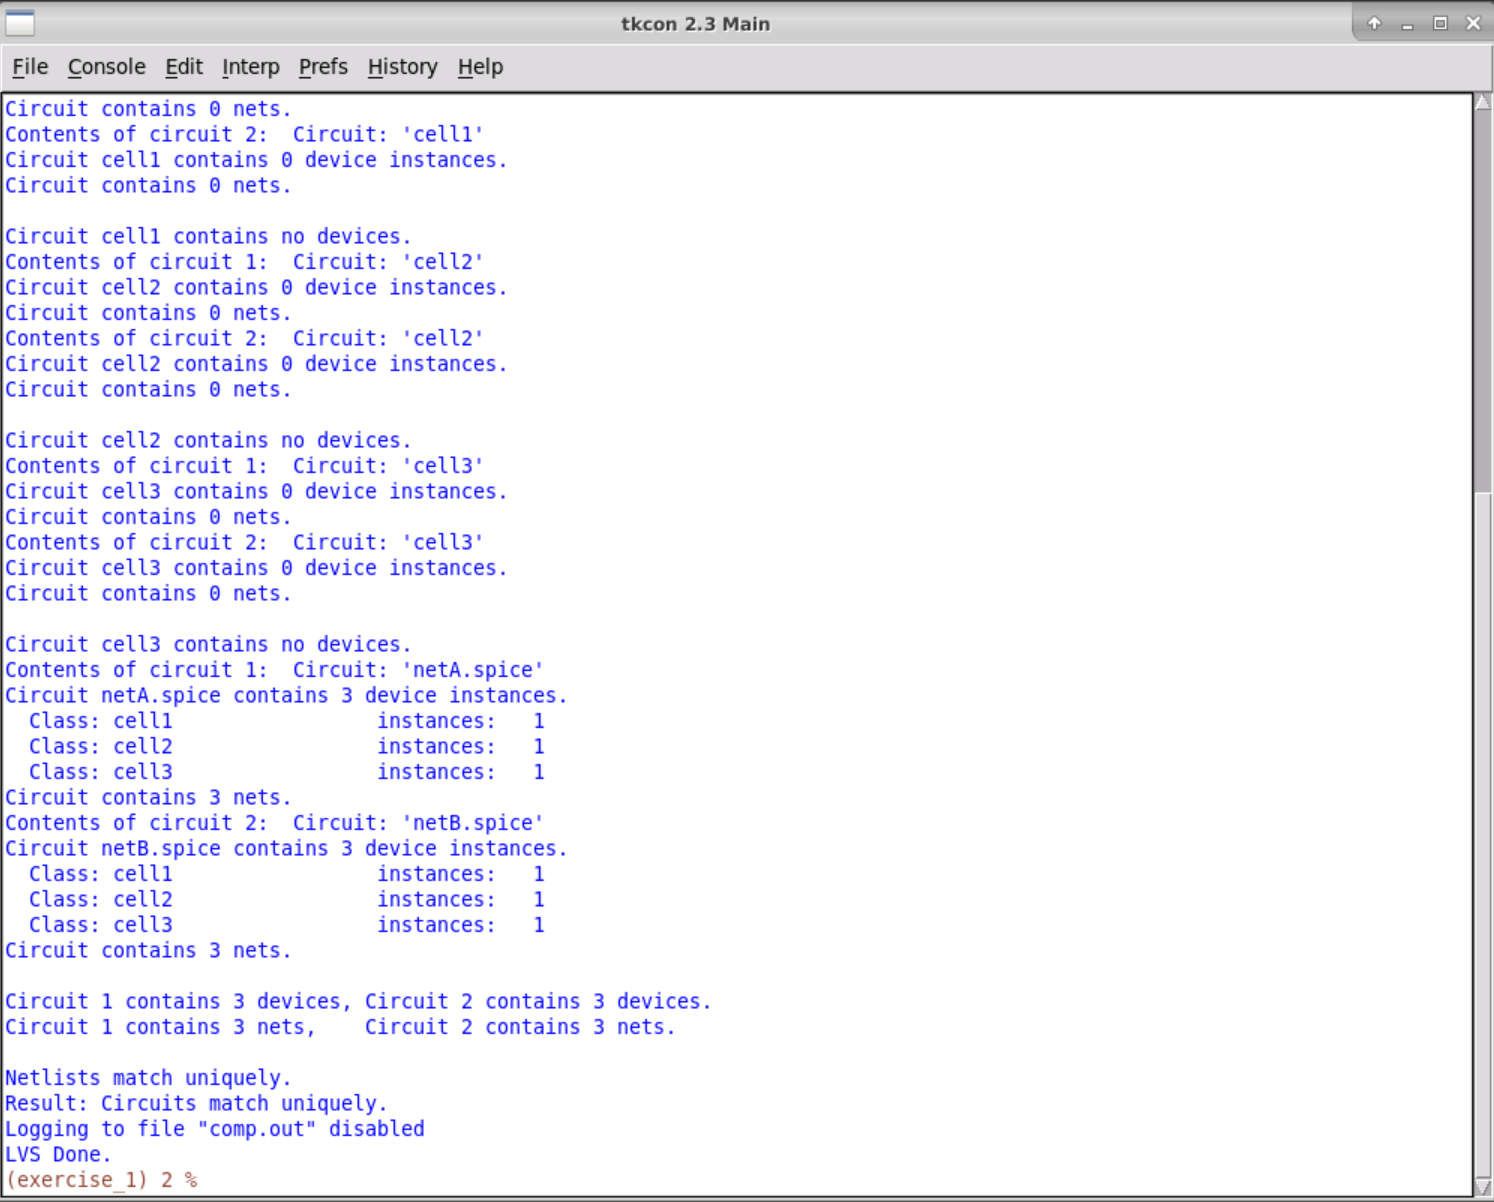 tkcon 2.3 Main
File Console Edit Interp Prefs History Help
Circuit contains 0 nets.
Contents of circuit 2:  Circuit: 'cell1'
Circuit cell1 contains 0 device instances.
Circuit contains 0 nets.

Circuit cell1 contains no devices.
Contents of circuit 1:  Circuit: 'cell2'
Circuit cell2 contains 0 device instances.
Circuit contains 0 nets.
Contents of circuit 2:  Circuit: 'cell2'
Circuit cell2 contains 0 device instances.
Circuit contains 0 nets.

Circuit cell2 contains no devices.
Contents of circuit 1:  Circuit: 'cell3'
Circuit cell3 contains 0 device instances.
Circuit contains 0 nets.
Contents of circuit 2:  Circuit: 'cell3'
Circuit cell3 contains 0 device instances.
Circuit contains 0 nets.

Circuit cell3 contains no devices.
Contents of circuit 1:  Circuit: 'netA.spice'
Circuit netA.spice contains 3 device instances.
  Class: cell1                 instances:   1
  Class: cell2                 instances:   1
  Class: cell3                 instances:   1
Circuit contains 3 nets.
Contents of circuit 2:  Circuit: 'netB.spice'
Circuit netB.spice contains 3 device instances.
  Class: cell1                 instances:   1
  Class: cell2                 instances:   1
  Class: cell3                 instances:   1
Circuit contains 3 nets.

Circuit 1 contains 3 devices, Circuit 2 contains 3 devices.
Circuit 1 contains 3 nets,    Circuit 2 contains 3 nets.

Netlists match uniquely.
Result: Circuits match uniquely.
Logging to file "comp.out" disabled
LVS Done.
(exercise_1) 2 %